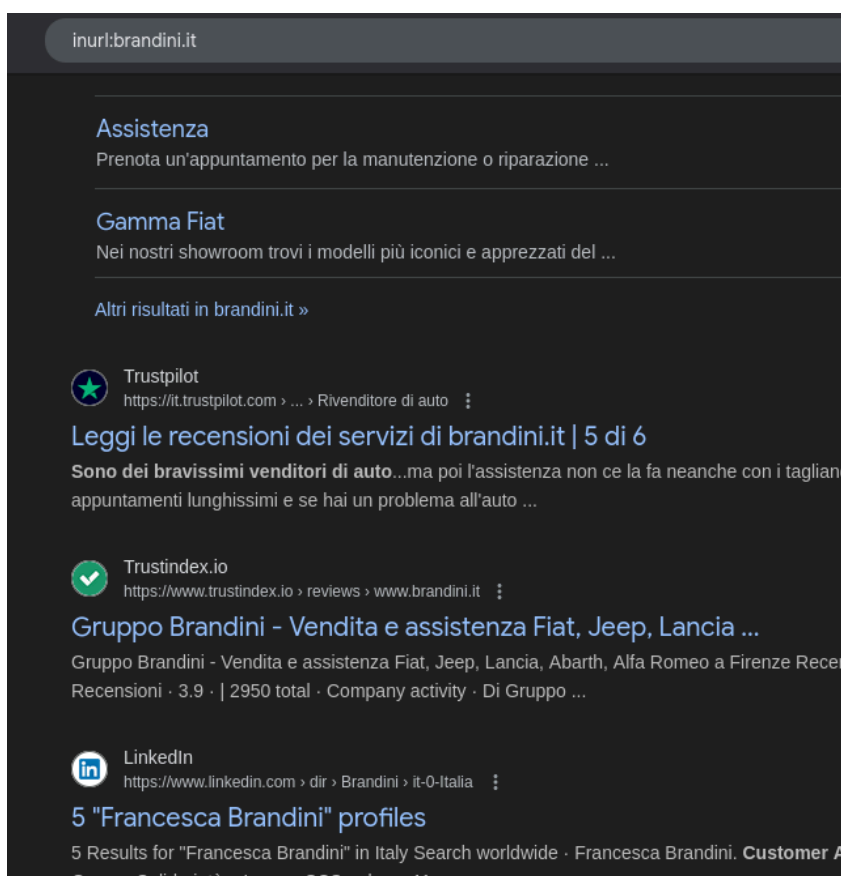 inurl:brandini.it
Assistenza
Prenota un'appuntamento per la manutenzione o riparazione ...
Gamma Fiat
Nei nostri showroom trovi i modelli più iconici e apprezzati del ...
Altri risultati in brandini.it »
Trustpilot
https://it.trustpilot.com › ... › Rivenditore di auto
Leggi le recensioni dei servizi di brandini.it | 5 di 6
Sono dei bravissimi venditori di auto...ma poi l'assistenza non ce la fa neanche con i
appuntamenti lunghissimi e se hai un problema all'auto ...
Trustindex.io
https://www.trustindex.io › reviews › www.brandini.it
Gruppo Brandini - Vendita e assistenza Fiat, Jeep, Lancia ...
Gruppo Brandini - Vendita e assistenza Fiat, Jeep, Lancia, Abarth, Alfa Romeo a Firenze
Recensioni · 3.9 · | 2950 total · Company activity · Di Gruppo ...
LinkedIn
https://www.linkedin.com › dir › Brandini › it-0-Italia
5 "Francesca Brandini" profiles
5 Results for "Francesca Brandini" in Italy Search worldwide · Francesca Brandini. Customer